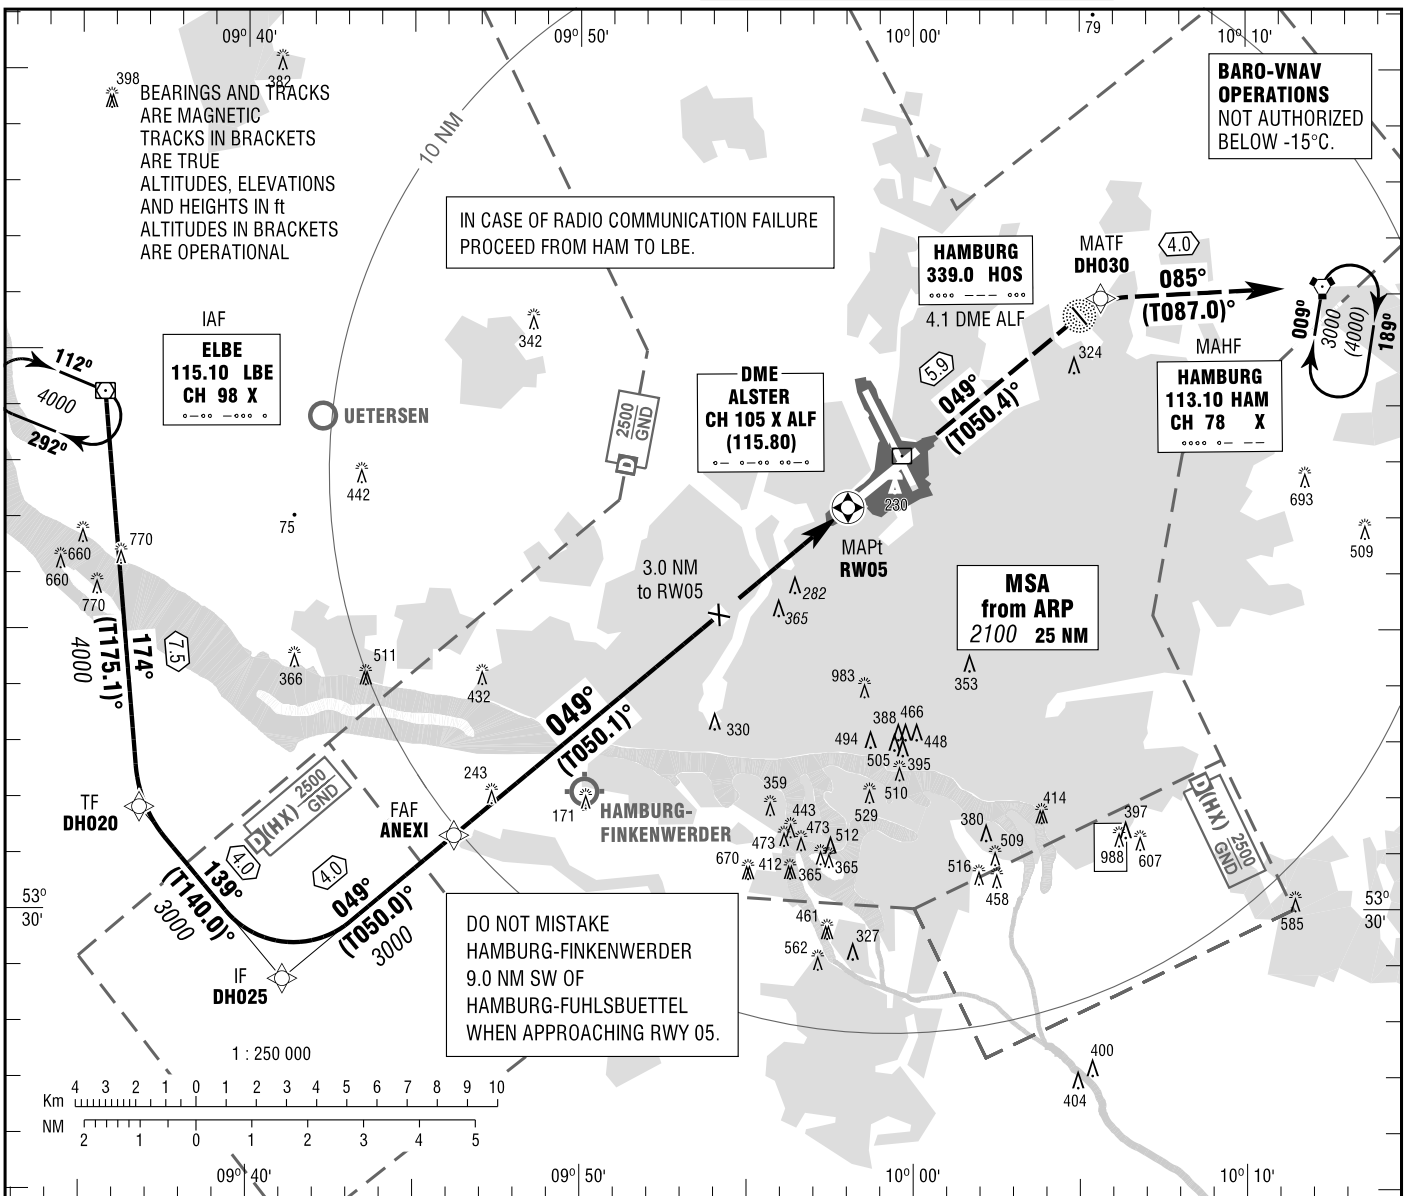 09° 40'
09° 50'
10° 00'
79
10° 10'
398
382
BEARINGS AND TRACKS
ARE MAGNETIC
TRACKS IN BRACKETS
ARE TRUE
ALTITUDES, ELEVATIONS
AND HEIGHTS IN ft
ALTITUDES IN BRACKETS
ARE OPERATIONAL
10 NM
BARO-VNAV
OPERATIONS
NOT AUTHORIZED
BELOW -15°C.
IN CASE OF RADIO COMMUNICATION FAILURE
PROCEED FROM HAM TO LBE.
HAMBURG
339.0 HOS
4.1 DME ALF
MATF
DH030
4.0
085°
(T087.0)°
009°
3000
(4000)
189°
MAHF
HAMBURG
113.10 HAM
CH 78 X
324
5.9
049°
(T050.4)°
IAF
ELBE
115.10 LBE
CH 98 X
112°
4000
292°
342
UETERSEN
2500
GND
D
DME
ALSTER
CH 105 X ALF
(115.80)
442
75
230
MAPt
RW05
693
509
660
660
770
770
3.0 NM
to RW05
282
365
MSA
from ARP
2100 25 NM
353
174°
(T175.1)°
4000
7.5
366
511
432
049°
(T050.1)°
330
983
494
388
466
448
505
395
510
529
243
171
HAMBURG-
FINKENWERDER
359
443
473
473
512
670
412
365
365
380
509
516
458
414
397
988
607
D(HX) 2500
GND
585
TF
DH020
D(HX) 2500
GND
FAF
ANEXI
139°
(T140.0)°
3000
4.0
4.0
049°
(T050.0)°
3000
IF
DH025
53°
30'
53°
30'
461
562
327
DO NOT MISTAKE
HAMBURG-FINKENWERDER
9.0 NM SW OF
HAMBURG-FUHLSBUETTEL
WHEN APPROACHING RWY 05.
400
404
1 : 250 000
Km 4 3 2 1 0 1 2 3 4 5 6 7 8 9 10
NM 2 1 0 1 2 3 4 5
09° 40'
09° 50'
10° 00'
10° 10'